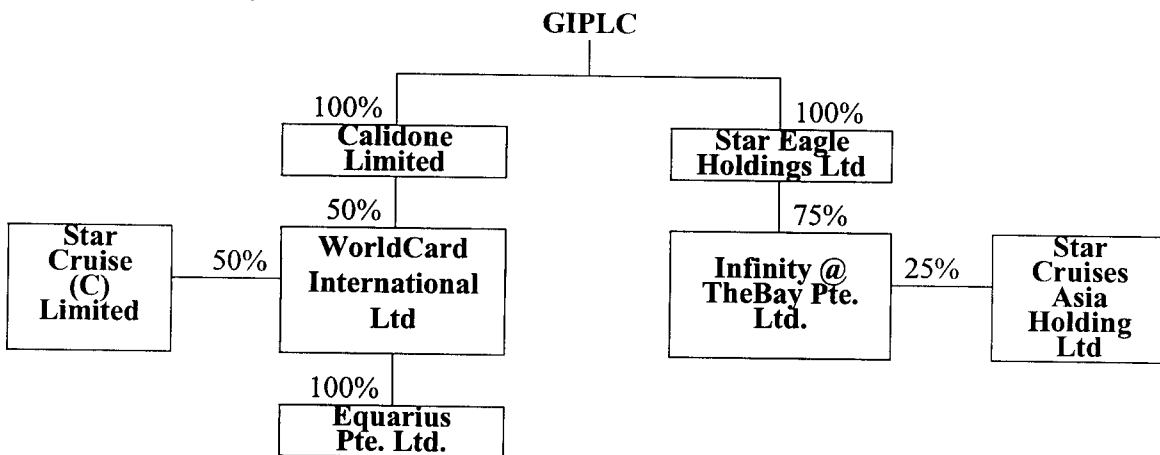 GIPLC
100%
Calidone
Limited
100%
Star Eagle
Holdings Ltd
50%
75%
Star
Cruise
(C)
Limited
50%
WorldCard
International
Ltd
Infinity @
TheBay Pte.
Ltd.
25%
Star
Cruises
Asia
Holding
Ltd
100%
Equarius
Pte. Ltd.